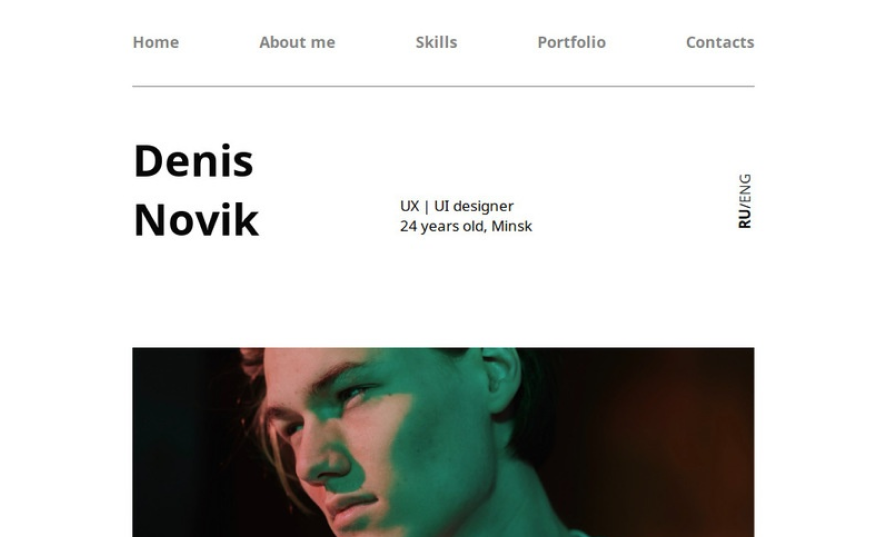 Home About me Skills Portfolio Contacts
Denis
Novik
UX | UI designer
24 years old, Minsk
RU/ENG